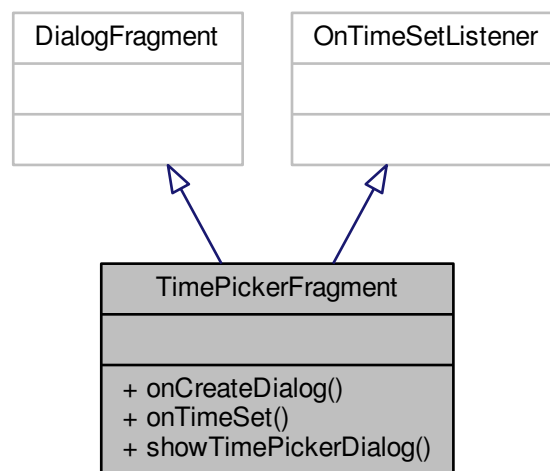 DialogFragment
OnTimeSetListener
TimePickerFragment
+ onCreateDialog()
+ onTimeSet()
+ showTimePickerDialog()